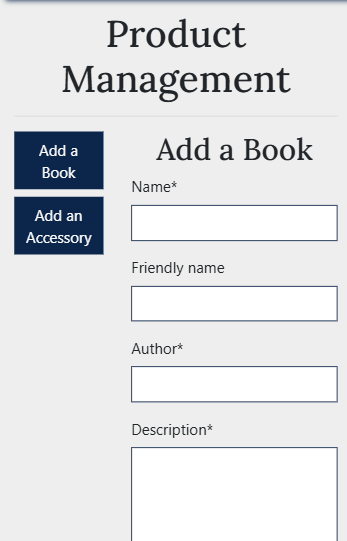 Product
Management
Add a
Book
Add an
Accessory
Add a Book
Name*
Friendly name
Author*
Description*